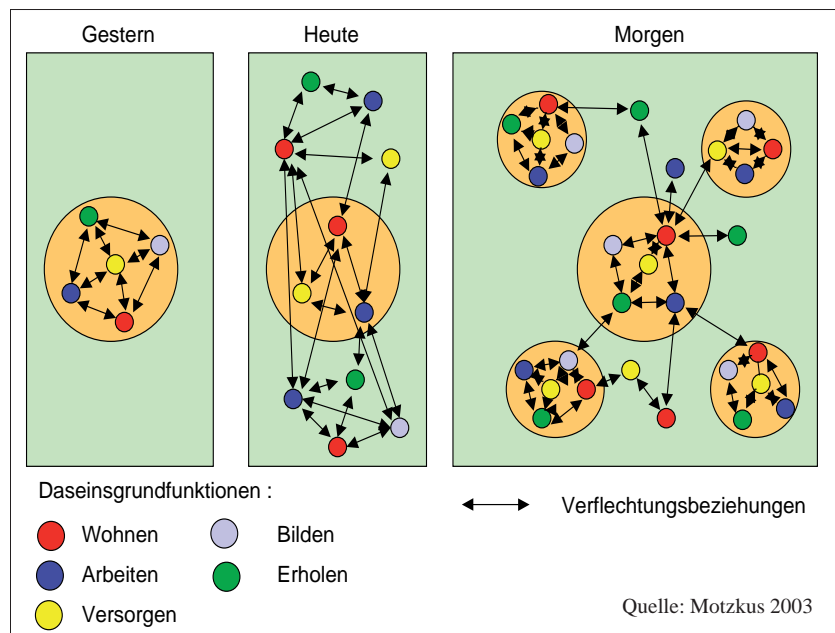 Gestern
Heute
Morgen
Daseinsgrundfunktionen :
Wohnen
Bilden
Arbeiten
Erholen
Versorgen
Verflechtungsbeziehungen
Quelle: Motzkus 2003